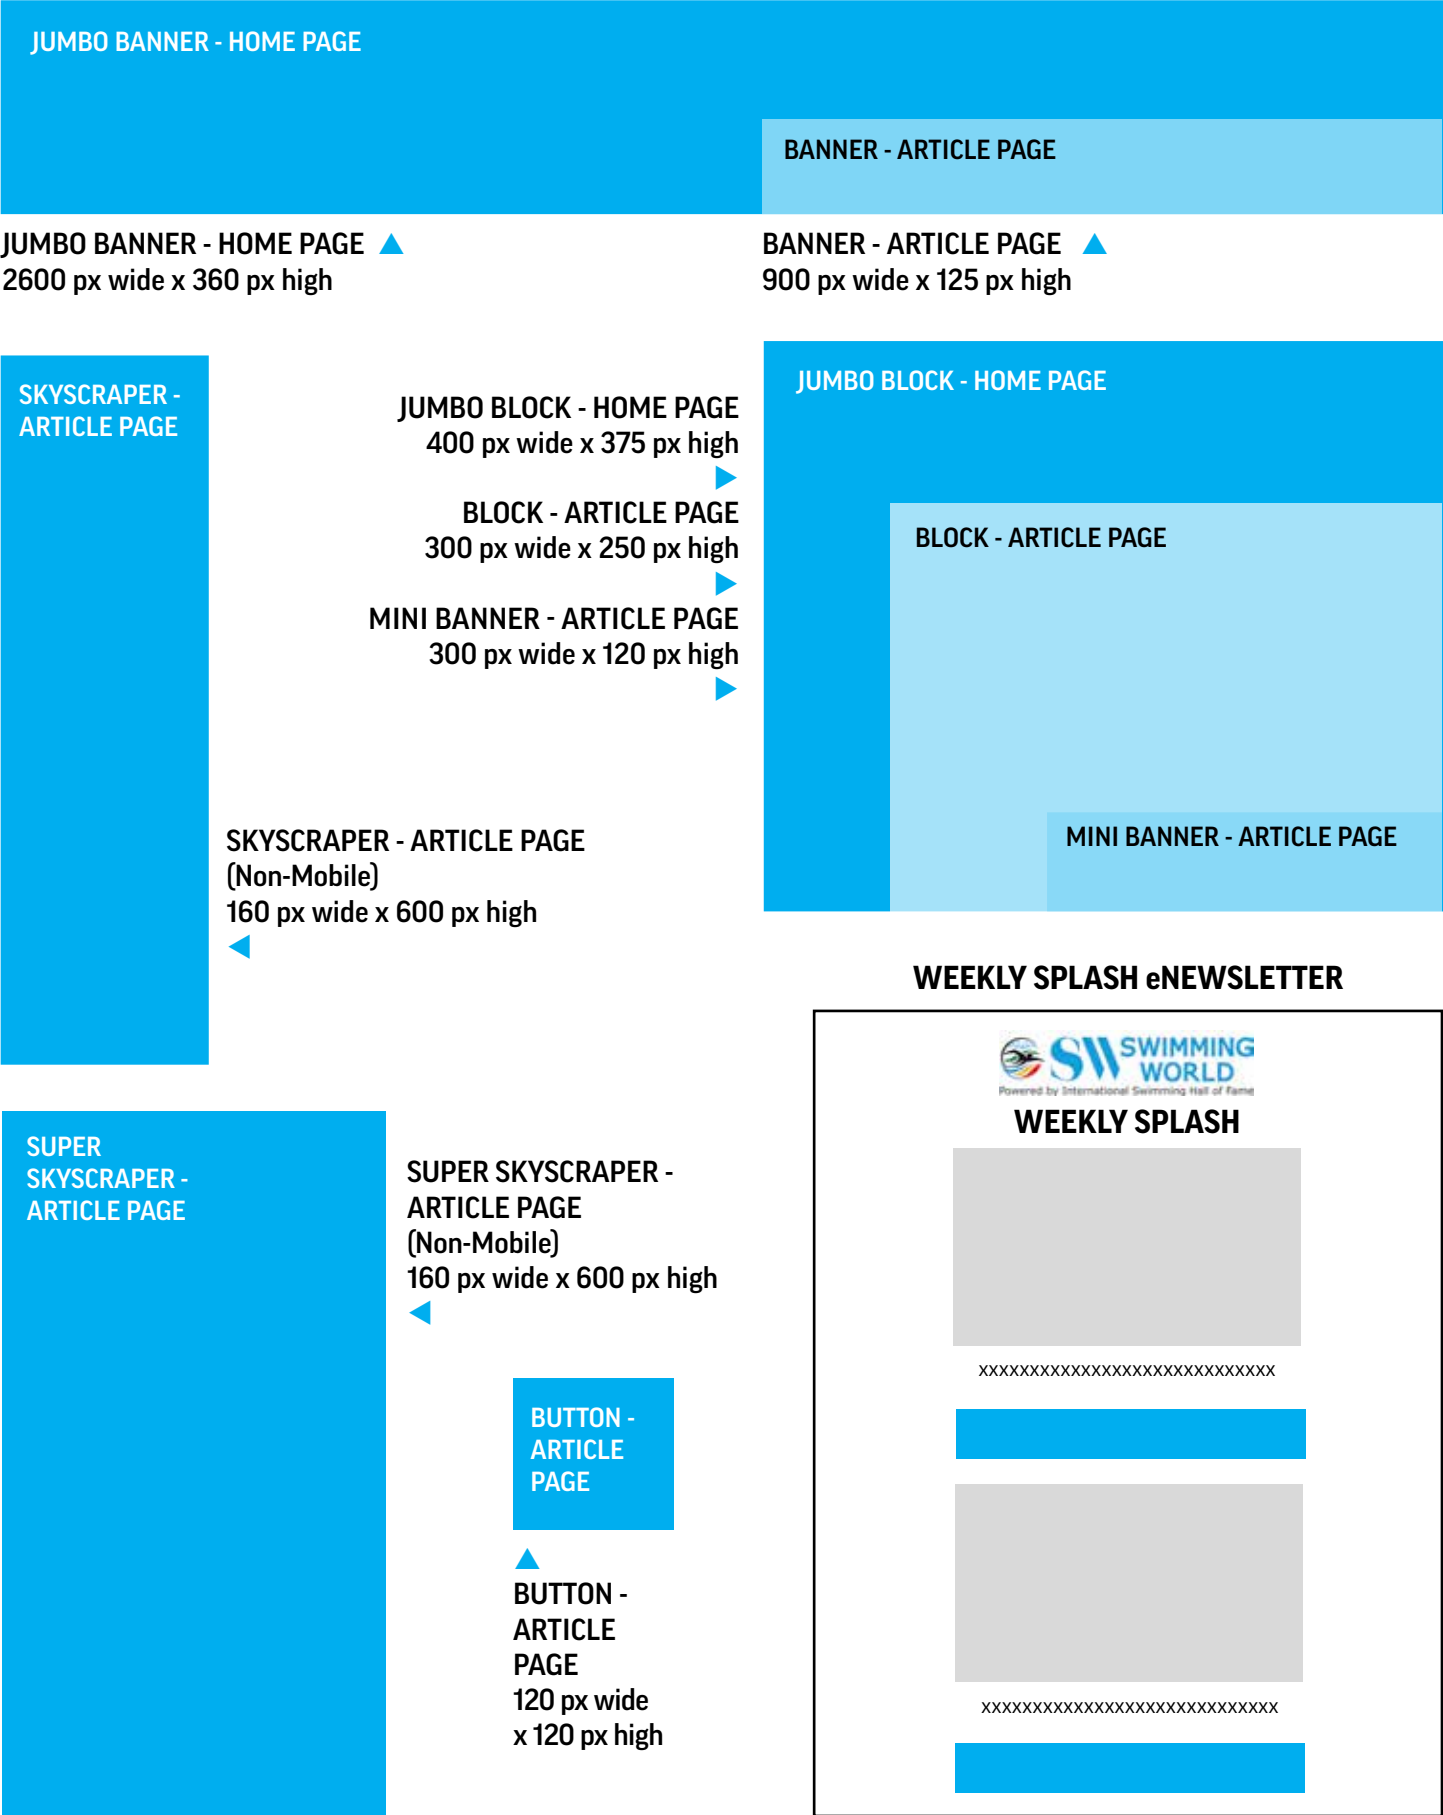 JUMBO BANNER - HOME PAGE
BANNER - ARTICLE PAGE
JUMBO BANNER - HOME PAGE
2600 px wide x 360 px high
BANNER - ARTICLE PAGE
900 px wide x 125 px high
SKYSCRAPER -
ARTICLE PAGE
JUMBO BLOCK - HOME PAGE
400 px wide x 375 px high
BLOCK - ARTICLE PAGE
300 px wide x 250 px high
MINI BANNER - ARTICLE PAGE
300 px wide x 120 px high
JUMBO BLOCK - HOME PAGE
BLOCK - ARTICLE PAGE
MINI BANNER - ARTICLE PAGE
SKYSCRAPER - ARTICLE PAGE
(Non-Mobile)
160 px wide x 600 px high
WEEKLY SPLASH eNEWSLETTER
SW SWIMMING
WORLD
Powered by International Swimming Hall of Fame
WEEKLY SPLASH
xxxxxxxxxxxxxxxxxxxxxxxxxxxxx
xxxxxxxxxxxxxxxxxxxxxxxxxxxxx
SUPER
SKYSCRAPER -
ARTICLE PAGE
SUPER SKYSCRAPER -
ARTICLE PAGE
(Non-Mobile)
160 px wide x 600 px high
BUTTON -
ARTICLE
PAGE
BUTTON -
ARTICLE
PAGE
120 px wide
x 120 px high